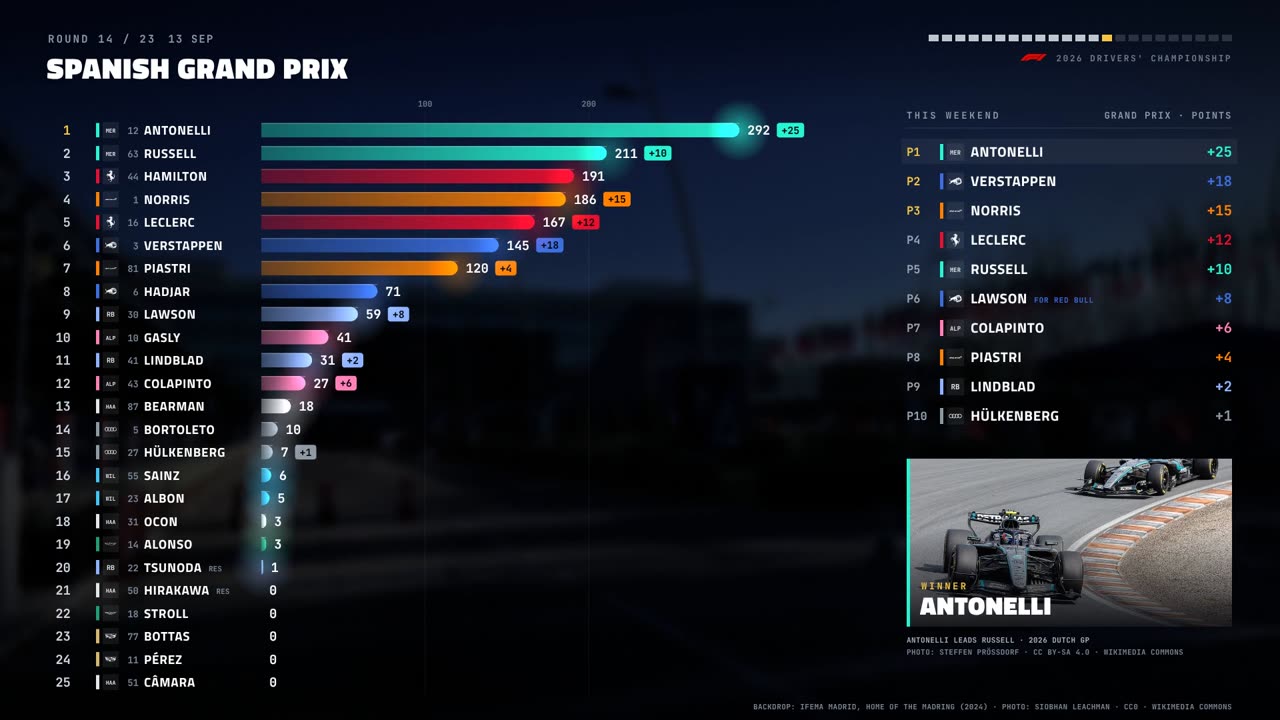 ROUND 14 / 23 13 SEP
SPANISH GRAND PRIX
2026 DRIVERS' CHAMPIONSHIP
100 200
1 MER 12 ANTONELLI 292 +25
2 MER 63 RUSSELL 211 +10
3 44 HAMILTON 191
4 1 NORRIS 186 +15
5 16 LECLERC 167 +12
6 3 VERSTAPPEN 145 +18
7 81 PIASTRI 120 +4
8 6 HADJAR 71
9 RB 30 LAWSON 59 +8
10 ALP 10 GASLY 41
11 RB 41 LINDBLAD 31 +2
12 ALP 43 COLAPINTO 27 +6
13 HAA 87 BEARMAN 18
14 5 BORTOLETO 10
15 27 HÜLKENBERG 7 +1
16 WIL 55 SAINZ 6
17 WIL 23 ALBON 5
18 HAA 31 OCON 3
19 14 ALONSO 3
20 RB 22 TSUNODA RES 1
21 HAA 50 HIRAKAWA RES 0
22 18 STROLL 0
23 77 BOTTAS 0
24 11 PÉREZ 0
25 HAA 51 CÂMARA 0
THIS WEEKEND GRAND PRIX · POINTS
P1 MER ANTONELLI +25
P2 VERSTAPPEN +18
P3 NORRIS +15
P4 LECLERC +12
P5 MER RUSSELL +10
P6 LAWSON FOR RED BULL +8
P7 ALP COLAPINTO +6
P8 PIASTRI +4
P9 RB LINDBLAD +2
P10 HÜLKENBERG +1
PETRONAS
WINNER
ANTONELLI
ANTONELLI LEADS RUSSELL · 2026 DUTCH GP
PHOTO: STEFFEN PRÖSSDORF · CC BY-SA 4.0 · WIKIMEDIA COMMONS
BACKDROP: IFEMA MADRID, HOME OF THE MADRING (2024) · PHOTO: SIOBHAN LEACHMAN · CC0 · WIKIMEDIA COMMONS